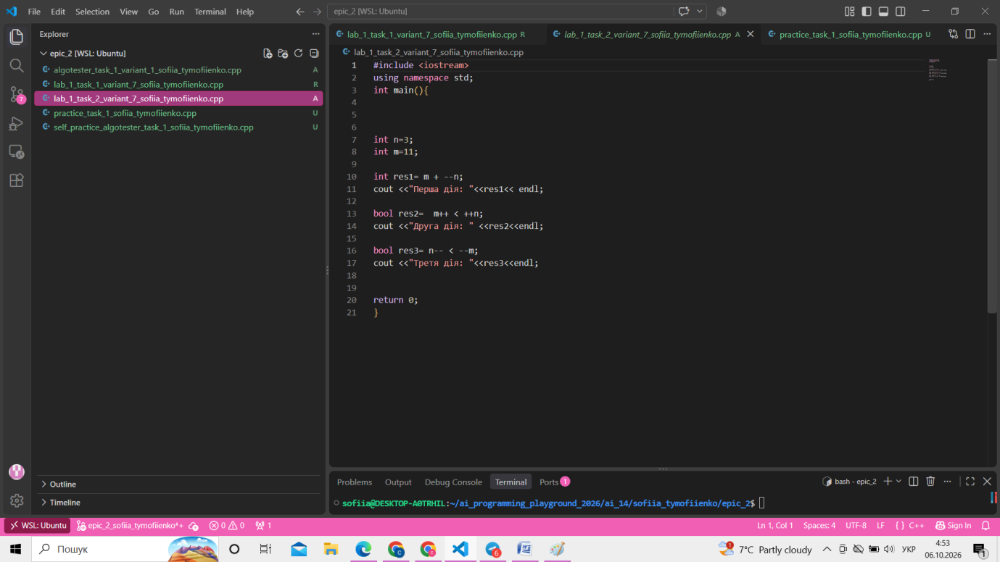 File Edit Selection View Go Run Terminal Help
epic_2 [WSL: Ubuntu]
Explorer
epic_2 [WSL: Ubuntu]
algotester_task_1_variant_1_sofiia_tymofiienko.cpp A
lab_1_task_1_variant_7_sofiia_tymofiienko.cpp R
lab_1_task_2_variant_7_sofiia_tymofiienko.cpp A
practice_task_1_sofiia_tymofiienko.cpp U
self_practice_algotester_task_1_sofiia_tymofiienko.cpp U
7
Outline
Timeline
lab_1_task_1_variant_7_sofiia_tymofiienko.cpp R
lab_1_task_2_variant_7_sofiia_tymofiienko.cpp A
practice_task_1_sofiia_tymofiienko.cpp U
lab_1_task_2_variant_7_sofiia_tymofiienko.cpp
1 #include <iostream>
2 using namespace std;
3 int main(){
4
5
6
7 int n=3;
8 int m=11;
9
10 int res1= m + --n;
11 cout <<"Перша дія: "<<res1<< endl;
12
13 bool res2=  m++ < ++n;
14 cout <<"Друга дія: " <<res2<<endl;
15
16 bool res3= n-- < --m;
17 cout <<"Третя дія: "<<res3<<endl;
18
19
20 return 0;
21 }
Problems Output Debug Console Terminal Ports 1
bash - epic_2
sofiia@DESKTOP-A0TRHIL:~/ai_programming_playground_2026/ai_14/sofiia_tymofiienko/epic_2$
WSL: Ubuntu epic_2_sofiia_tymofiienko*+ 0 0 1
Ln 1, Col 1 Spaces: 4 UTF-8 LF { } C++ Sign In
Пошук
6
1 7°C Partly cloudy УКР
4:53
06.10.2026
1